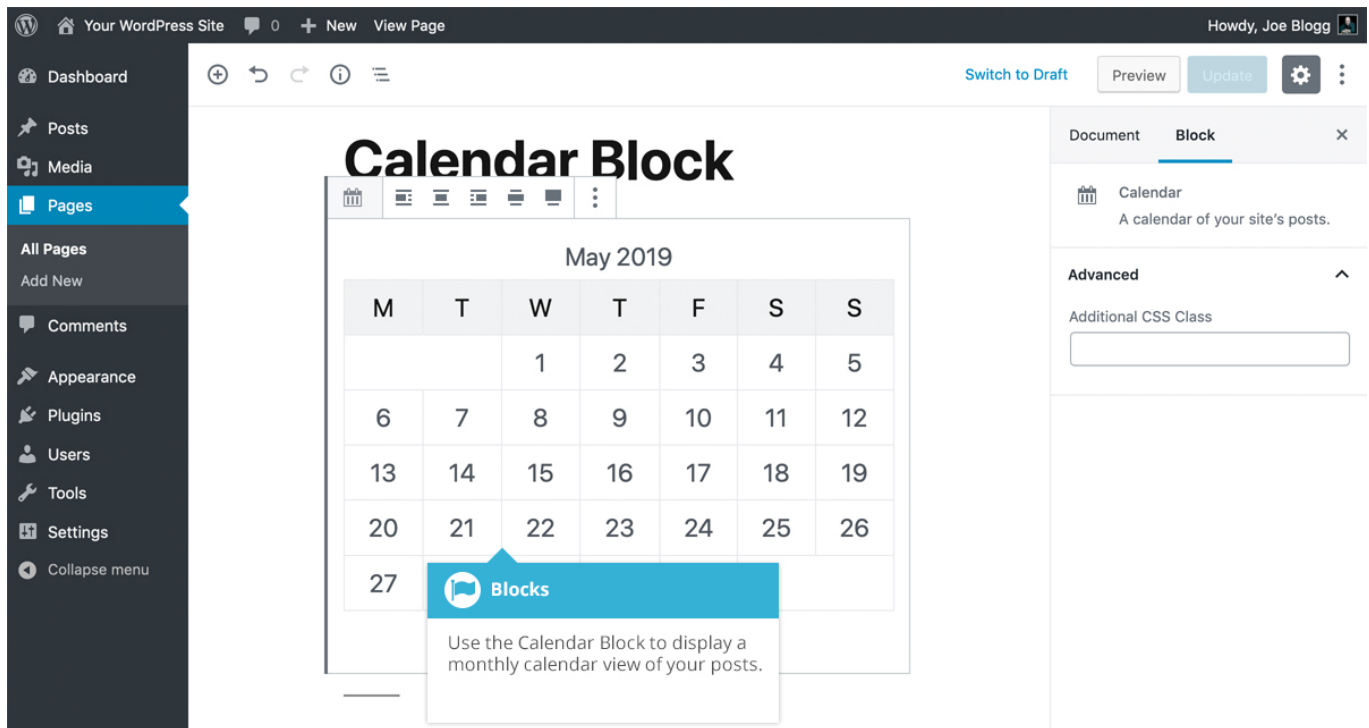 Your WordPress Site 0 New View Page Howdy, Joe Blogg
Switch to Draft Preview Update
Dashboard
Posts
Media
Pages
All Pages
Add New
Comments
Appearance
Plugins
Users
Tools
Settings
Collapse menu
Calendar Block
May 2019
M T W T F S S
1 2 3 4 5
6 7 8 9 10 11 12
13 14 15 16 17 18 19
20 21 22 23 24 25 26
27
Blocks
Use the Calendar Block to display a
monthly calendar view of your posts.
Document Block
Calendar
A calendar of your site's posts.
Advanced
Additional CSS Class